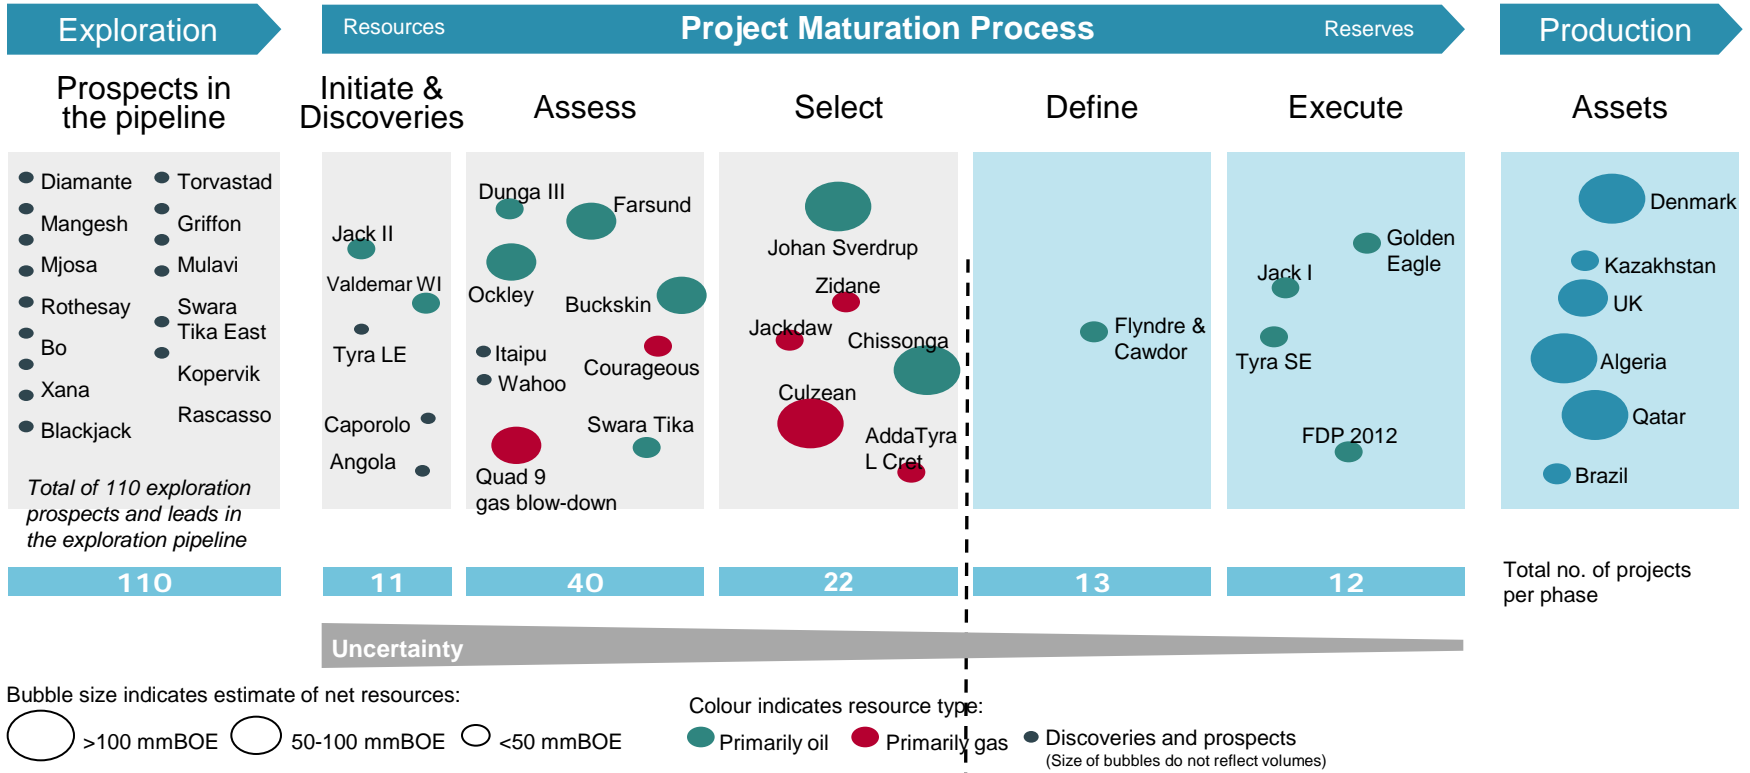 Exploration
Resources
Project Maturation Process
Reserves
Production
Prospects in
the pipeline
Initiate &
Discoveries
Assess
Select
Define
Execute
Assets
Diamante
Mangesh
Mjosa
Rothesay
Bo
Xana
Blackjack
Torvastad
Griffon
Mulavi
Swara
Tika East
Kopervik
Rascasso
Total of 110 exploration
prospects and leads in
the exploration pipeline
Jack II
Valdemar WI
Tyra LE
Caporolo
Angola
Dunga III
Farsund
Ockley
Buckskin
Itaipu
Wahoo
Courageous
Swara Tika
Quad 9
gas blow-down
Johan Sverdrup
Zidane
Jackdaw
Chissonga
Culzean
AddaTyra
L Cret
Flyndre &
Cawdor
Golden
Eagle
Jack I
Tyra SE
FDP 2012
Denmark
Kazakhstan
UK
Algeria
Qatar
Brazil
110
11
40
22
13
12
Total no. of projects
per phase
Uncertainty
Bubble size indicates estimate of net resources:
>100 mmBOE
50-100 mmBOE
<50 mmBOE
Colour indicates resource type:
Primarily oil
Primarily gas
Discoveries and prospects
(Size of bubbles do not reflect volumes)